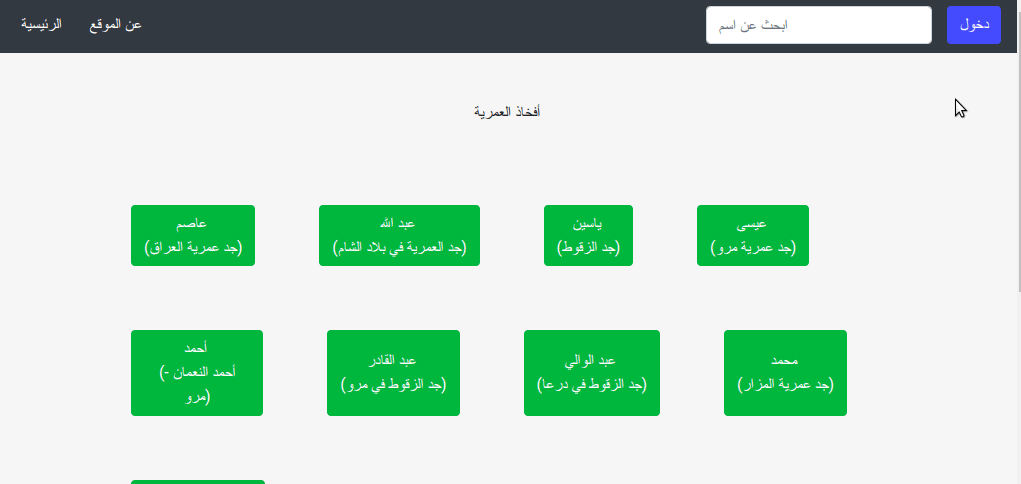 الرئيسية
عن الموقع
ابحث عن اسم
دخول
أفخاذ العمرية
عاصم
(جد عمرية العراق)
عبد الله
(جد العمرية في بلاد الشام)
ياسين
(جد الزقوط)
عيسى
(جد عمرية مرو)
أحمد
أحمد النعمان -)
(مرو
عبد القادر
(جد الزقوط في مرو)
عبد الوالي
(جد الزقوط في درعا)
محمد
(جد عمرية المزار)